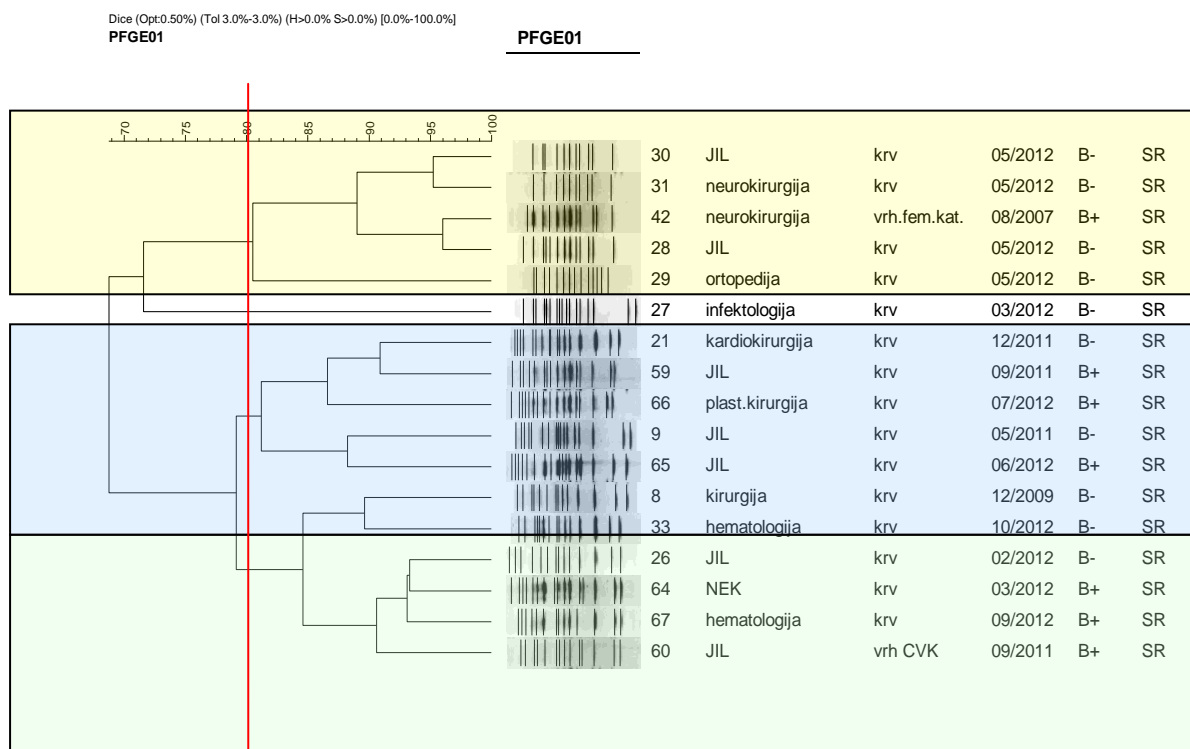 Dice (Opt:0.50%) (Tol 3.0%-3.0%) (H>0.0% S>0.0%) [0.0%-100.0%]
PFGE01 PFGE01
70 75 80 85 90 95 100
30 JIL krv 05/2012 B- SR
31 neurokirurgija krv 05/2012 B- SR
42 neurokirurgija vrh.fem.kat. 08/2007 B+ SR
28 JIL krv 05/2012 B- SR
29 ortopedija krv 05/2012 B- SR
27 infektologija krv 03/2012 B- SR
21 kardiokirurgija krv 12/2011 B- SR
59 JIL krv 09/2011 B+ SR
66 plast.kirurgija krv 07/2012 B+ SR
9 JIL krv 05/2011 B- SR
65 JIL krv 06/2012 B+ SR
8 kirurgija krv 12/2009 B- SR
33 hematologija krv 10/2012 B- SR
26 JIL krv 02/2012 B- SR
64 NEK krv 03/2012 B+ SR
67 hematologija krv 09/2012 B+ SR
60 JIL vrh CVK 09/2011 B+ SR